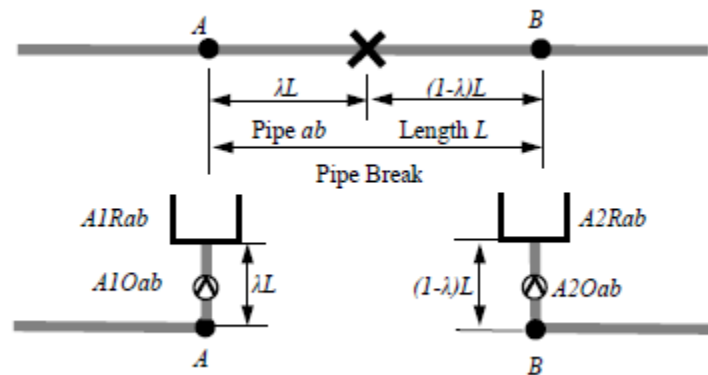 A B
λL (1-λ)L
Pipe ab Length L
Pipe Break
A1Rab A2Rab
A1Oab λL (1-λ)L A2Oab
A B